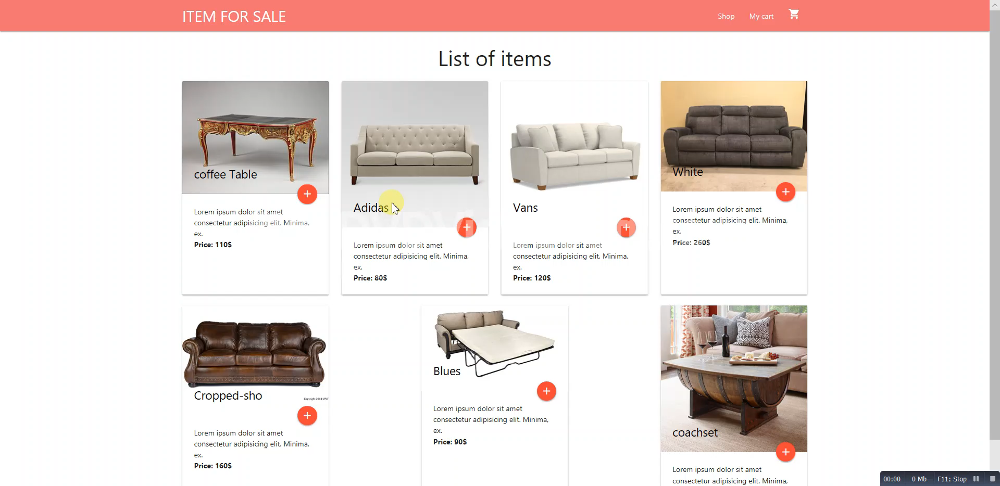 ITEM FOR SALE
Shop
My cart
List of items
coffee Table
Lorem ipsum dolor sit amet
consectetur adipisicing elit. Minima,
ex.
Price: 110$
Adidas
Lorem ipsum dolor sit amet
consectetur adipisicing elit. Minima,
ex.
Price: 80$
Vans
Lorem ipsum dolor sit amet
consectetur adipisicing elit. Minima,
ex.
Price: 120$
White
Lorem ipsum dolor sit amet
consectetur adipisicing elit. Minima,
ex.
Price: 260$
Cropped-sho
Copyright 2014 UPLF
Lorem ipsum dolor sit amet
consectetur adipisicing elit. Minima,
ex.
Price: 160$
Blues
Lorem ipsum dolor sit amet
consectetur adipisicing elit. Minima,
ex.
Price: 90$
coachset
Lorem ipsum dolor sit amet
consectetur adipisicing elit. Minima,
00:00
0 Mb
F11: Stop